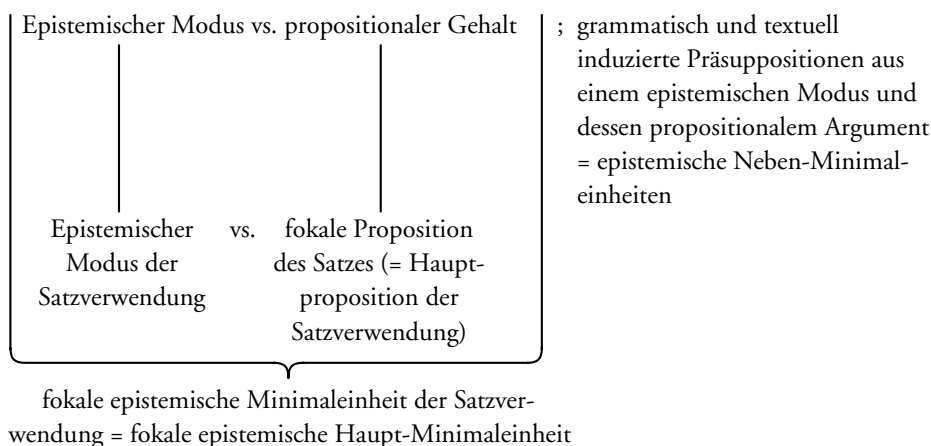 Epistemischer Modus vs. propositionaler Gehalt
; grammatisch und textuell
induzierte Präsuppositionen aus
einem epistemischen Modus und
dessen propositionalem Argument
= epistemische Neben-Minimal-
einheiten
Epistemischer vs. fokale Proposition
Modus der des Satzes (= Haupt-
Satzverwendung proposition der
Satzverwendung)
fokale epistemische Minimaleinheit der Satzver-
wendung = fokale epistemische Haupt-Minimaleinheit